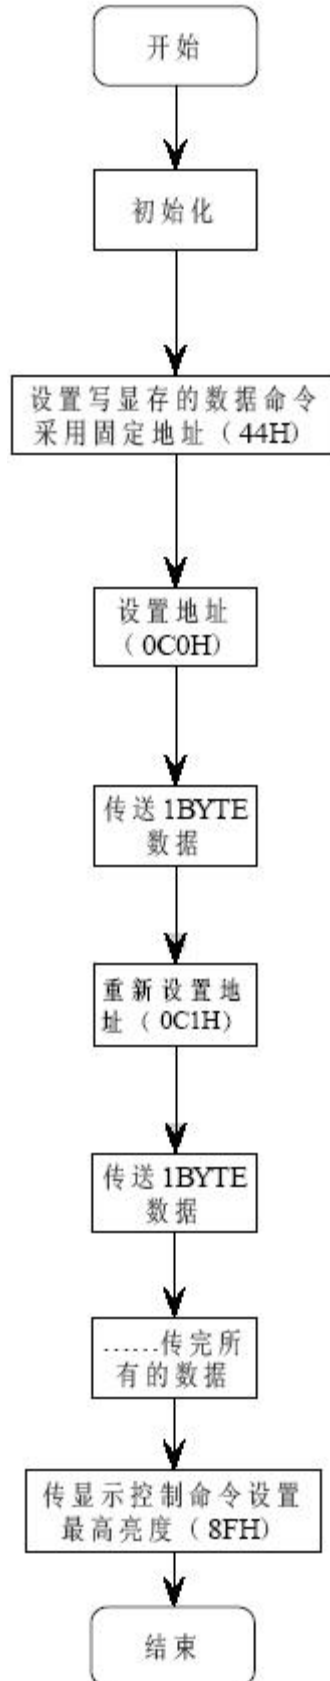 开始
初始化
设置写显存的数据命令
采用固定地址（44H）
设置地址
（0C0H）
传送1BYTE
数据
重新设置地
址（0C1H）
传送1BYTE
数据
……传完所
有的数据
传显示控制命令设置
最高亮度（8FH）
结束